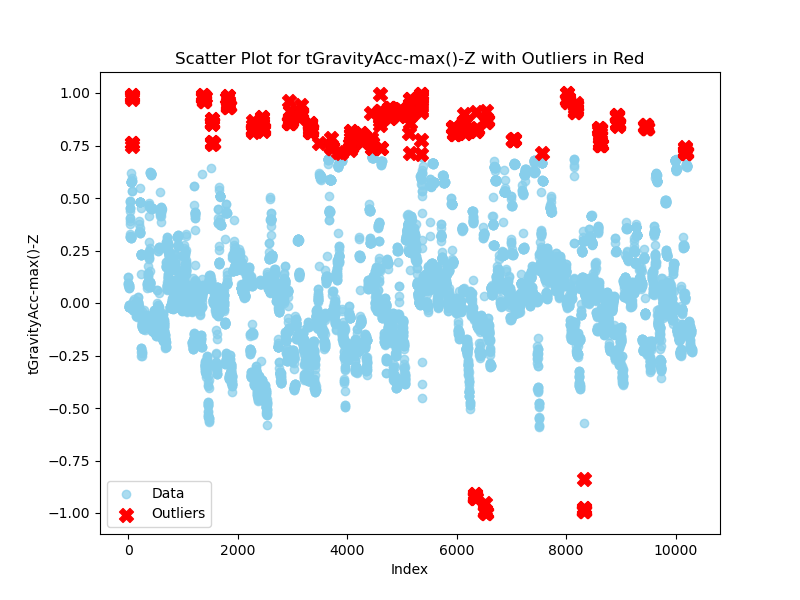 Scatter Plot for tGravityAcc-max()-Z with Outliers in Red
tGravityAcc-max()-Z
1.00
0.75
0.50
0.25
0.00
−0.25
−0.50
−0.75
−1.00
Data
Outliers
0 2000 4000 6000 8000 10000
Index